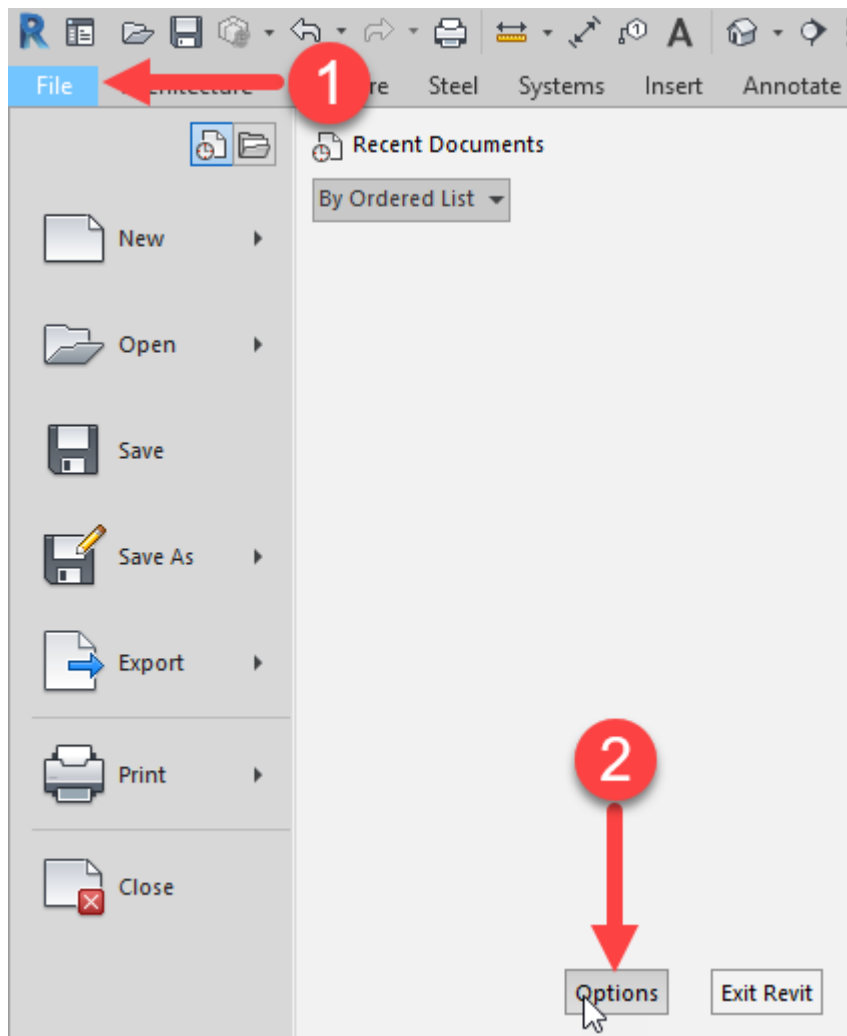 File
1
re
Steel
Systems
Insert
Annotate
Recent Documents
By Ordered List
New
Open
Save
Save As
Export
Print
Close
2
Options
Exit Revit